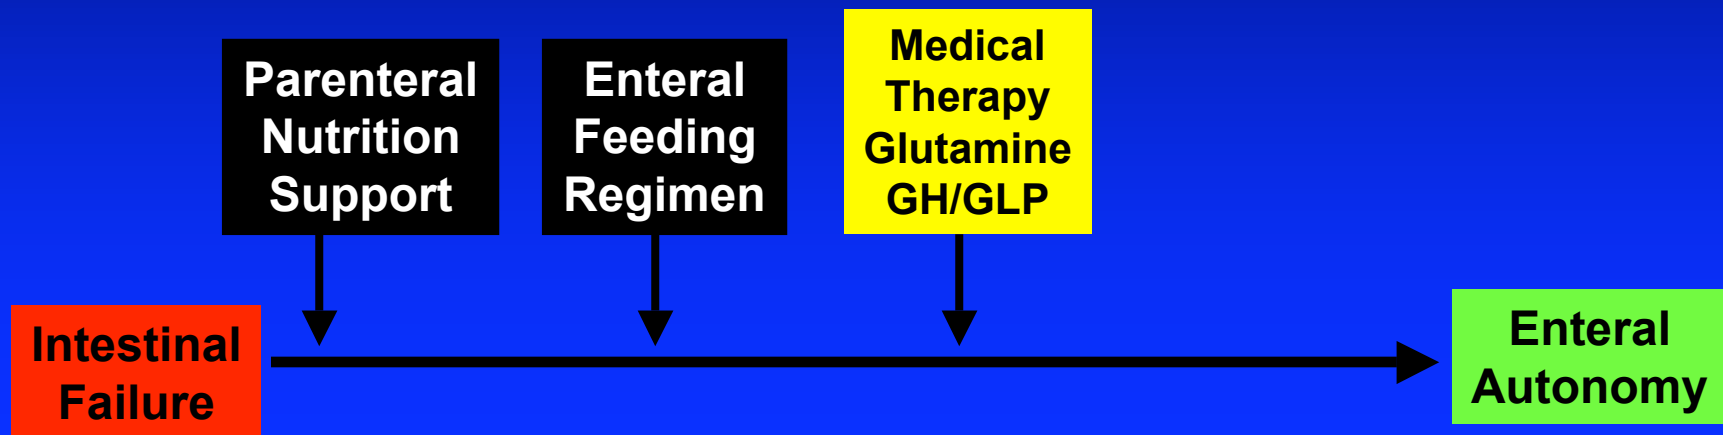 Parenteral
Nutrition
Support
Enteral
Feeding
Regimen
Medical
Therapy
Glutamine
GH/GLP
Intestinal
Failure
Enteral
Autonomy